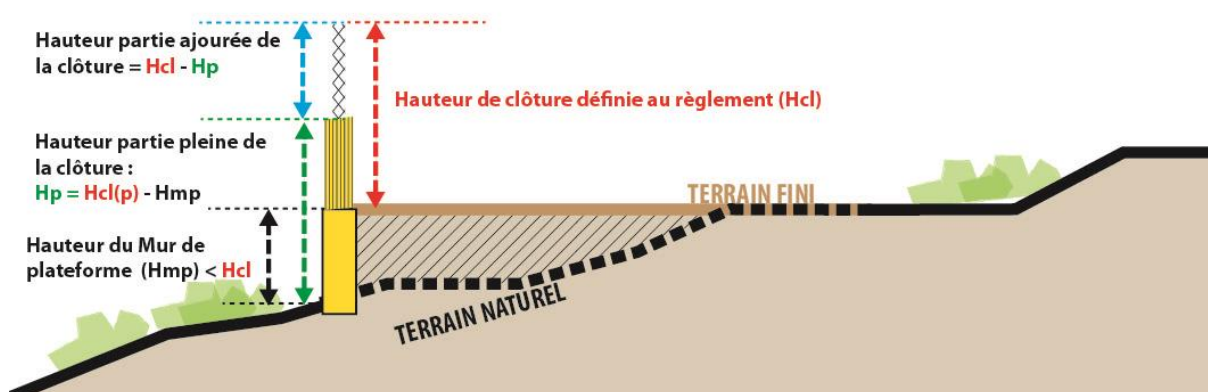 Hauteur partie ajourée de
la clôture = Hcl - Hp
Hauteur de clôture définie au règlement (Hcl)
Hauteur partie pleine de
la clôture :
Hp = Hcl(p) - Hmp
TERRAIN FINI
Hauteur du Mur de
plateforme (Hmp) < Hcl
TERRAIN NATUREL